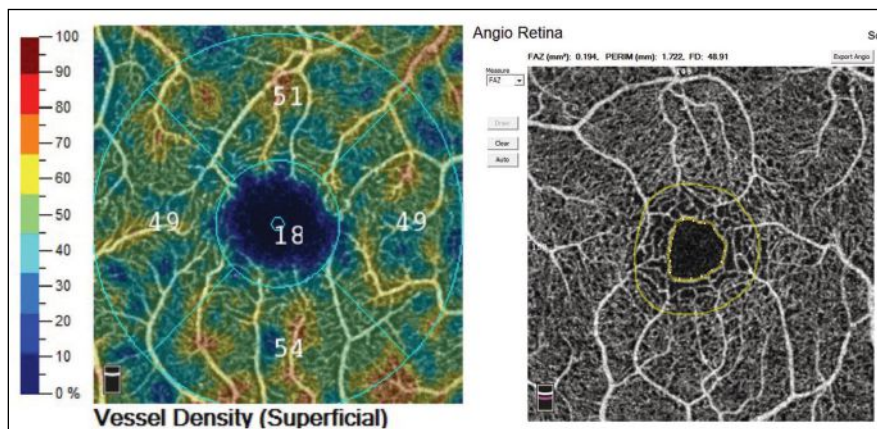 100
90
80
70
60
50
40
30
20
10
0 %
51
49
18
49
54
Vessel Density (Superficial)
Angio Retina
FAZ (mm²): 0.194, PERIM (mm): 1.722, FD: 48.91
Export Angio
Measure
FAZ
Draw
Clear
Auto